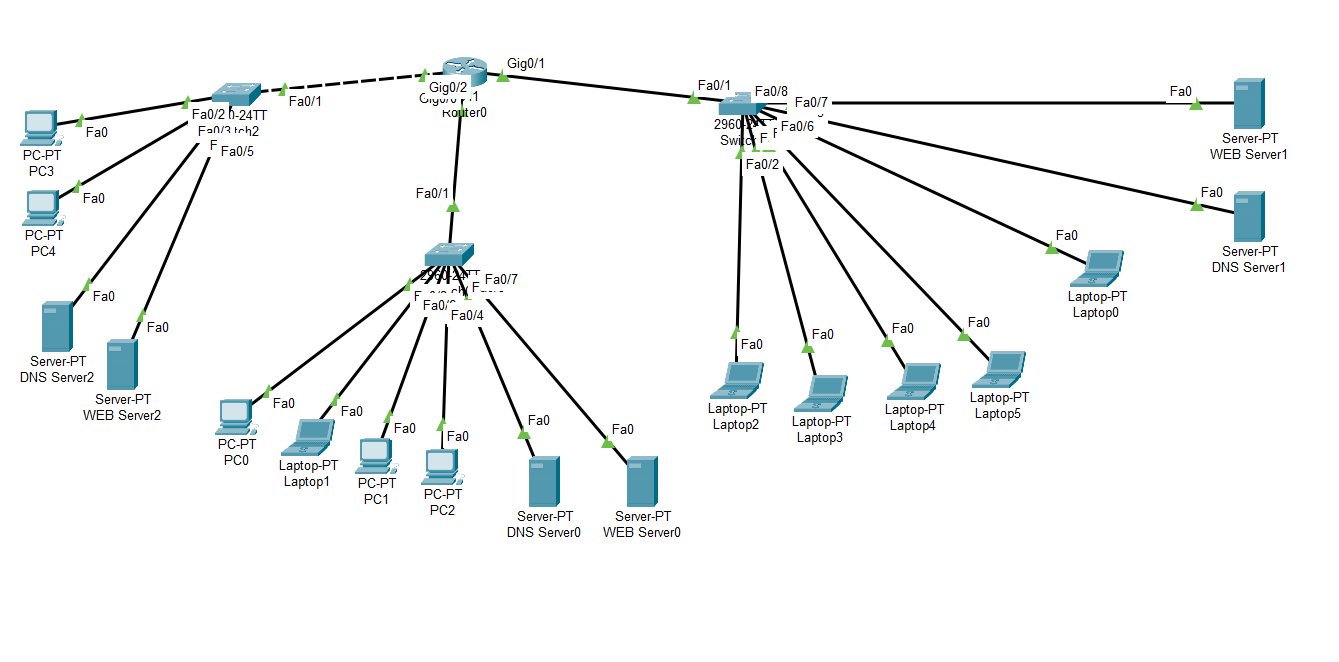 Gig0/1
Gig0/2
Router0
Fa0/1
Fa0/2
Fa0/5
Fa0
PC-PT
PC3
Fa0
PC-PT
PC4
Fa0
Server-PT
DNS Server2
Fa0
Server-PT
WEB Server2
Fa0/1
Fa0/7
Fa0/4
Fa0
PC-PT
PC0
Fa0
Laptop-PT
Laptop1
Fa0
PC-PT
PC1
Fa0
PC-PT
PC2
Fa0
Server-PT
DNS Server0
Fa0
Server-PT
WEB Server0
Fa0/1
Fa0/8
Fa0/7
Fa0/6
Fa0/2
Fa0
Server-PT
WEB Server1
Fa0
Server-PT
DNS Server1
Fa0
Laptop-PT
Laptop0
Fa0
Laptop-PT
Laptop2
Fa0
Laptop-PT
Laptop3
Fa0
Laptop-PT
Laptop4
Fa0
Laptop-PT
Laptop5